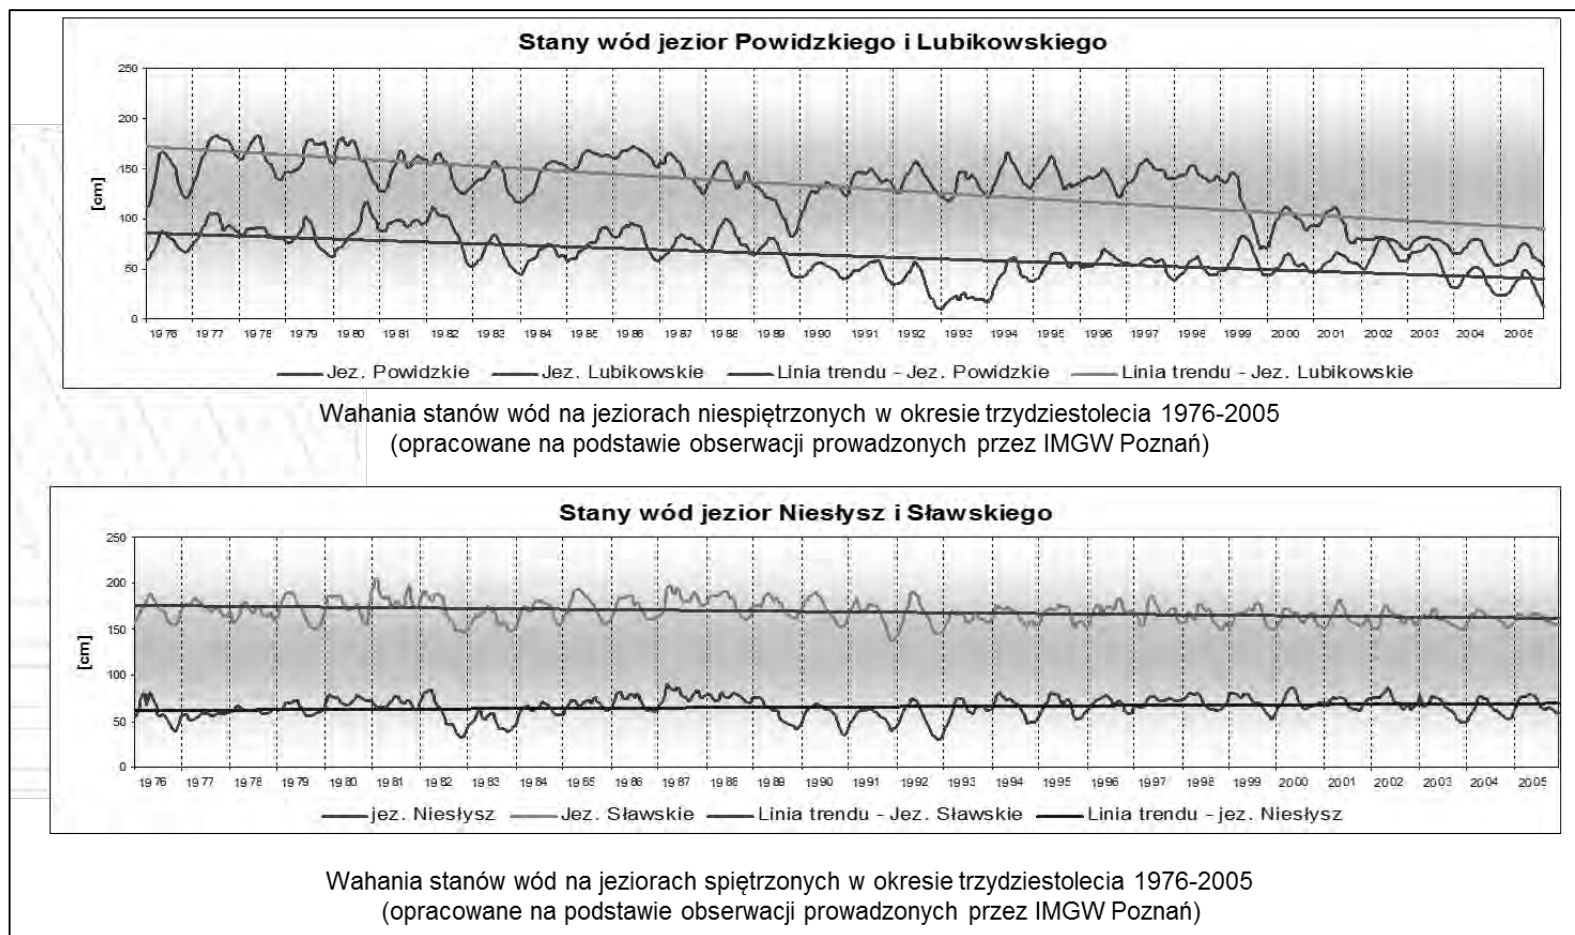 Stany wód jezior Powidzkiego i Lubikowskiego
250
200
150
100
50
0
[cm]
1976 1977 1978 1979 1980 1981 1982 1983 1984 1985 1986 1987 1988 1989 1990 1991 1992 1993 1994 1995 1996 1997 1998 1999 2000 2001 2002 2003 2004 2005
Jez. Powidzkie Jez. Lubikowskie Linia trendu - Jez. Powidzkie Linia trendu - Jez. Lubikowskie
Wahania stanów wód na jeziorach niespiętrzonych w okresie trzydziestolecia 1976-2005
(opracowane na podstawie obserwacji prowadzonych przez IMGW Poznań)
Stany wód jezior Niesłysz i Sławskiego
250
200
150
100
50
0
[cm]
1976 1977 1978 1979 1980 1981 1982 1983 1984 1985 1986 1987 1988 1989 1990 1991 1992 1993 1994 1995 1996 1997 1998 1999 2000 2001 2002 2003 2004 2005
jez. Niesłysz Jez. Sławskie Linia trendu - Jez. Sławskie Linia trendu - jez. Niesłysz
Wahania stanów wód na jeziorach spiętrzonych w okresie trzydziestolecia 1976-2005
(opracowane na podstawie obserwacji prowadzonych przez IMGW Poznań)